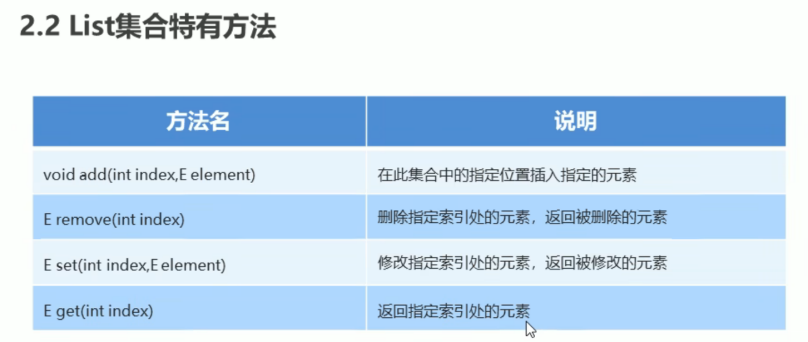 2.2 List集合特有方法
方法名 说明
void add(int index,E element) 在此集合中的指定位置插入指定的元素
E remove(int index) 删除指定索引处的元素，返回被删除的元素
E set(int index,E element) 修改指定索引处的元素，返回被修改的元素
E get(int index) 返回指定索引处的元素